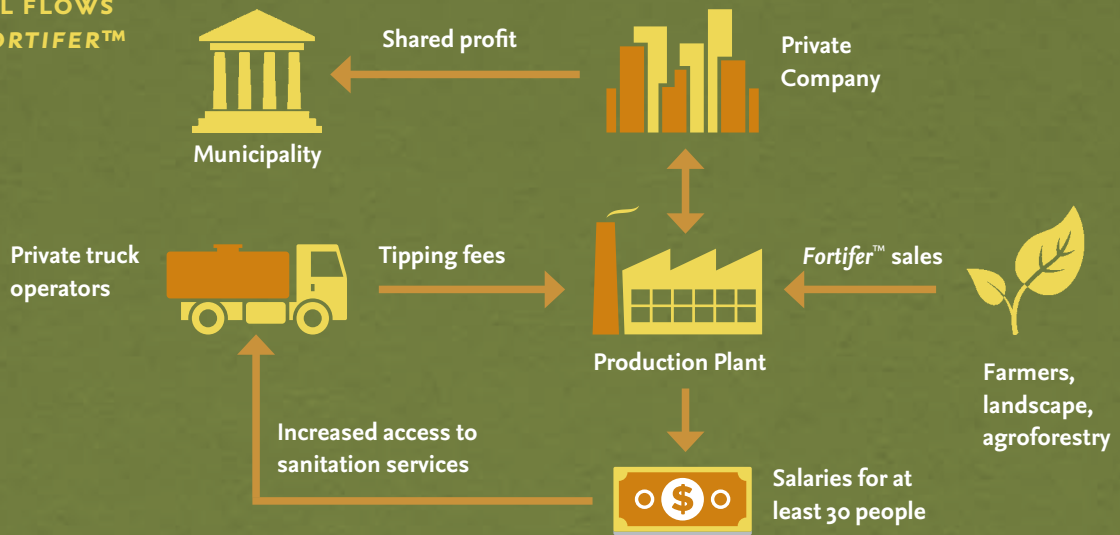 FLOWS
Shared profit
Private
Company
Municipality
Private truck
operators
Tipping fees
Fortifer™ sales
Production Plant
Farmers,
landscape,
agroforestry
Increased access to
sanitation services
Salaries for at
least 30 people
$